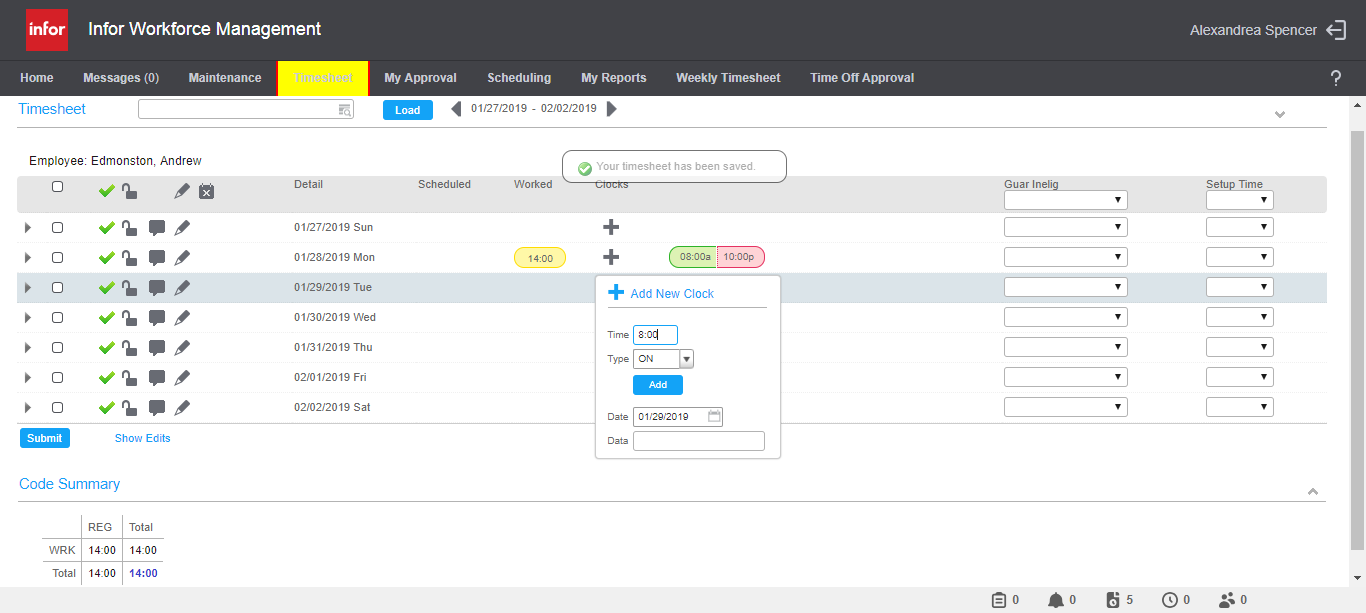 infor Infor Workforce Management Alexandrea Spencer
Home Messages (0) Maintenance Timesheet My Approval Scheduling My Reports Weekly Timesheet Time Off Approval ?
Timesheet Load 01/27/2019 - 02/02/2019
Employee: Edmonston, Andrew
Your timesheet has been saved.
Detail Scheduled Worked Clocks Guar Inelig Setup Time
01/27/2019 Sun
01/28/2019 Mon 14:00 08:00a 10:00p
01/29/2019 Tue
Add New Clock
01/30/2019 Wed
Time 8:00
01/31/2019 Thu
Type ON
02/01/2019 Fri
Add
02/02/2019 Sat
Date 01/29/2019
Submit Show Edits
Data
Code Summary
REG Total
WRK 14:00 14:00
Total 14:00 14:00
0 0 5 0 0